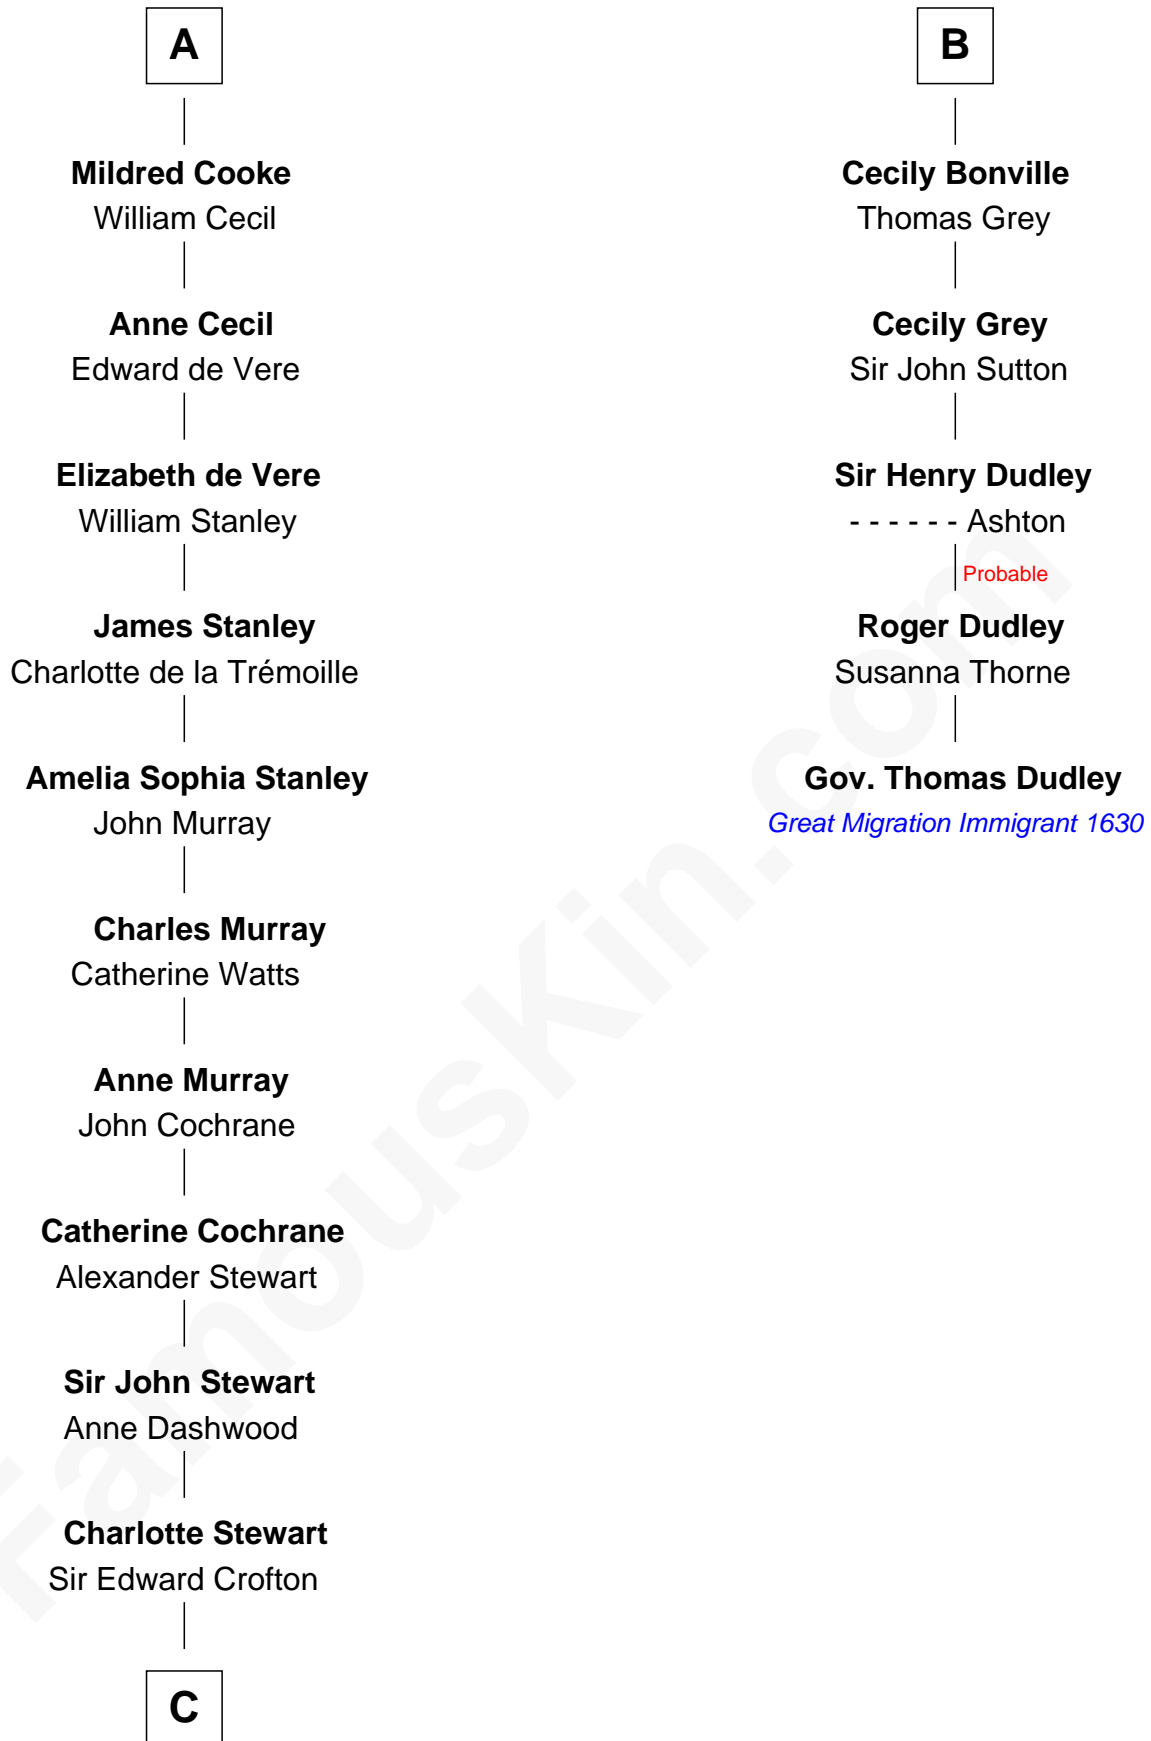 A
Mildred Cooke
William Cecil
Anne Cecil
Edward de Vere
Elizabeth de Vere
William Stanley
James Stanley
Charlotte de la Trémoille
Amelia Sophia Stanley
John Murray
Charles Murray
Catherine Watts
Anne Murray
John Cochrane
Catherine Cochrane
Alexander Stewart
Sir John Stewart
Anne Dashwood
Charlotte Stewart
Sir Edward Crofton
C
B
Cecily Bonville
Thomas Grey
Cecily Grey
Sir John Sutton
Sir Henry Dudley
- - - - - - Ashton
Probable
Roger Dudley
Susanna Thorne
Gov. Thomas Dudley
Great Migration Immigrant 1630
FamousKin.com